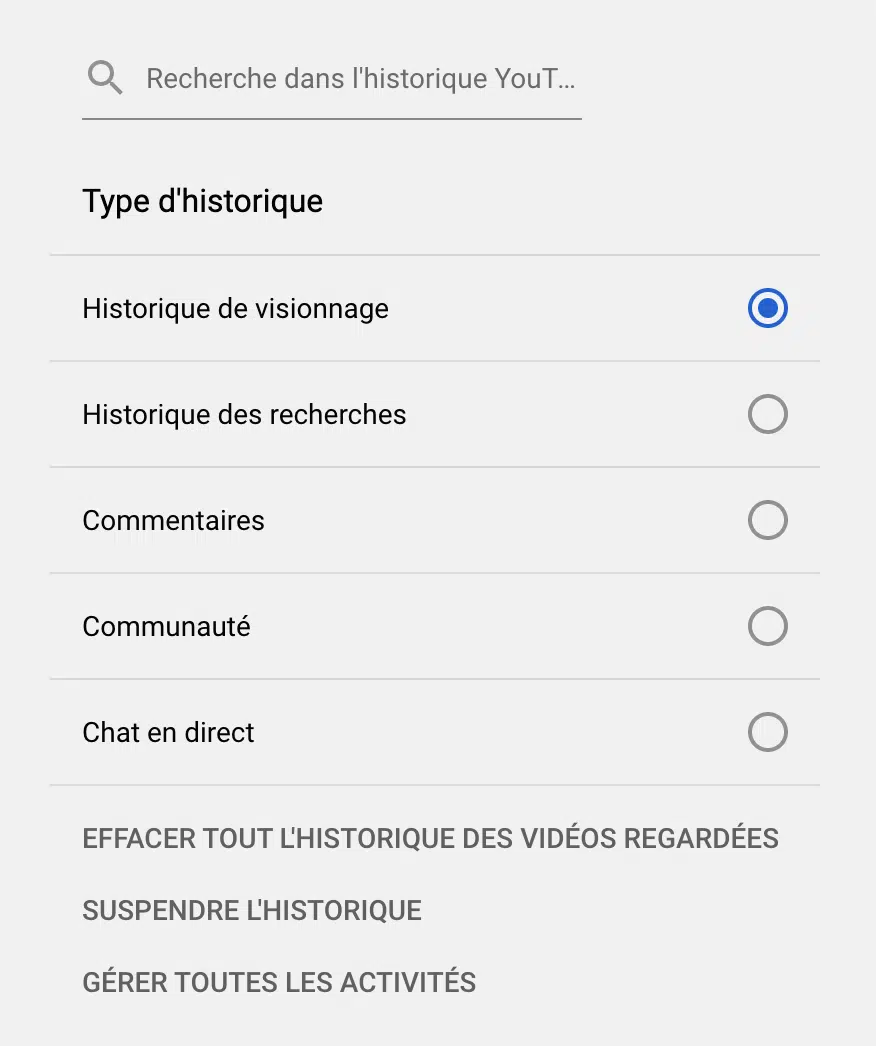 Recherche dans l'historique YouT...
Type d'historique
Historique de visionnage
Historique des recherches
Commentaires
Communauté
Chat en direct
EFFACER TOUT L'HISTORIQUE DES VIDÉOS REGARDÉES
SUSPENDRE L'HISTORIQUE
GÉRER TOUTES LES ACTIVITÉS